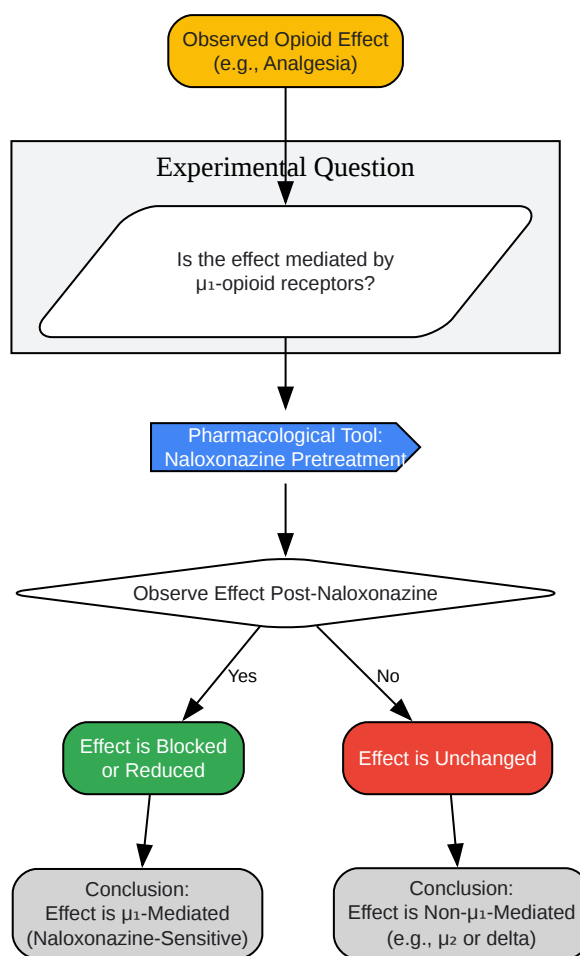 Observed Opioid Effect
(e.g., Analgesia)
Experimental Question
Is the effect mediated by
μ₁-opioid receptors?
Pharmacological Tool:
Naloxonazine Pretreatment
Observe Effect Post-Naloxonazine
Yes
No
Effect is Blocked
or Reduced
Effect is Unchanged
Conclusion:
Effect is μ₁-Mediated
(Naloxonazine-Sensitive)
Conclusion:
Effect is Non-μ₁-Mediated
(e.g., μ₂ or delta)